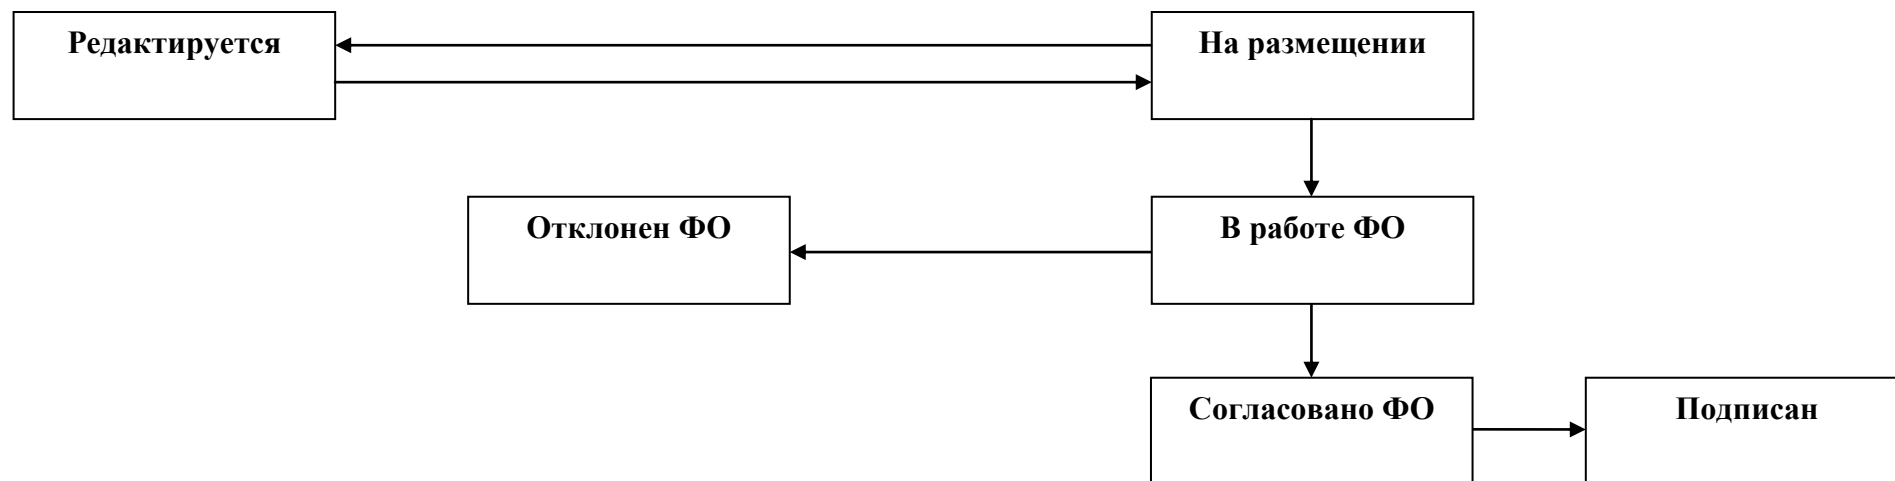 Редактируется
На размещении
Отклонен ФО
В работе ФО
Согласовано ФО
Подписан